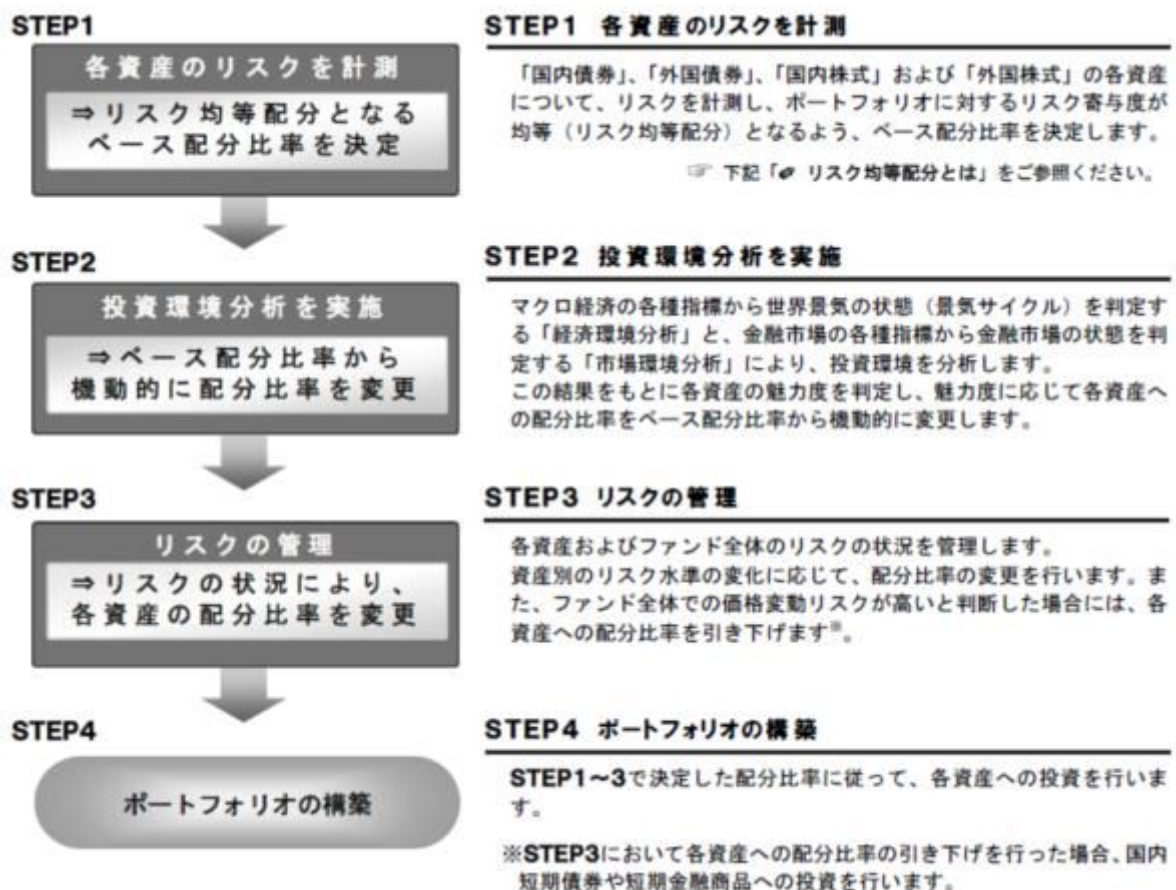 STEP1
各資産のリスクを計測
⇒リスク均等配分となる
ベース配分比率を決定
STEP1 各資産のリスクを計測
「国内債券」、「外国債券」、「国内株式」および「外国株式」の各資産
について、リスクを計測し、ポートフォリオに対するリスク寄与度が
均等（リスク均等配分）となるよう、ベース配分比率を決定します。
☞ 下記「✐ リスク均等配分とは」をご参照ください。
STEP2
投資環境分析を実施
⇒ベース配分比率から
機動的に配分比率を変更
STEP2 投資環境分析を実施
マクロ経済の各種指標から世界景気の状態（景気サイクル）を判定す
る「経済環境分析」と、金融市場の各種指標から金融市場の状態を判
定する「市場環境分析」により、投資環境を分析します。
この結果をもとに各資産の魅力度を判定し、魅力度に応じて各資産へ
の配分比率をベース配分比率から機動的に変更します。
STEP3
リスクの管理
⇒リスクの状況により、
各資産の配分比率を変更
STEP3 リスクの管理
各資産およびファンド全体のリスクの状況を管理します。
資産別のリスク水準の変化に応じて、配分比率の変更を行います。ま
た、ファンド全体での価格変動リスクが高いと判断した場合には、各
資産への配分比率を引き下げます※。
STEP4
ポートフォリオの構築
STEP4 ポートフォリオの構築
STEP1～3で決定した配分比率に従って、各資産への投資を行いま
す。
※STEP3において各資産への配分比率の引き下げを行った場合、国内
短期債券や短期金融商品への投資を行います。